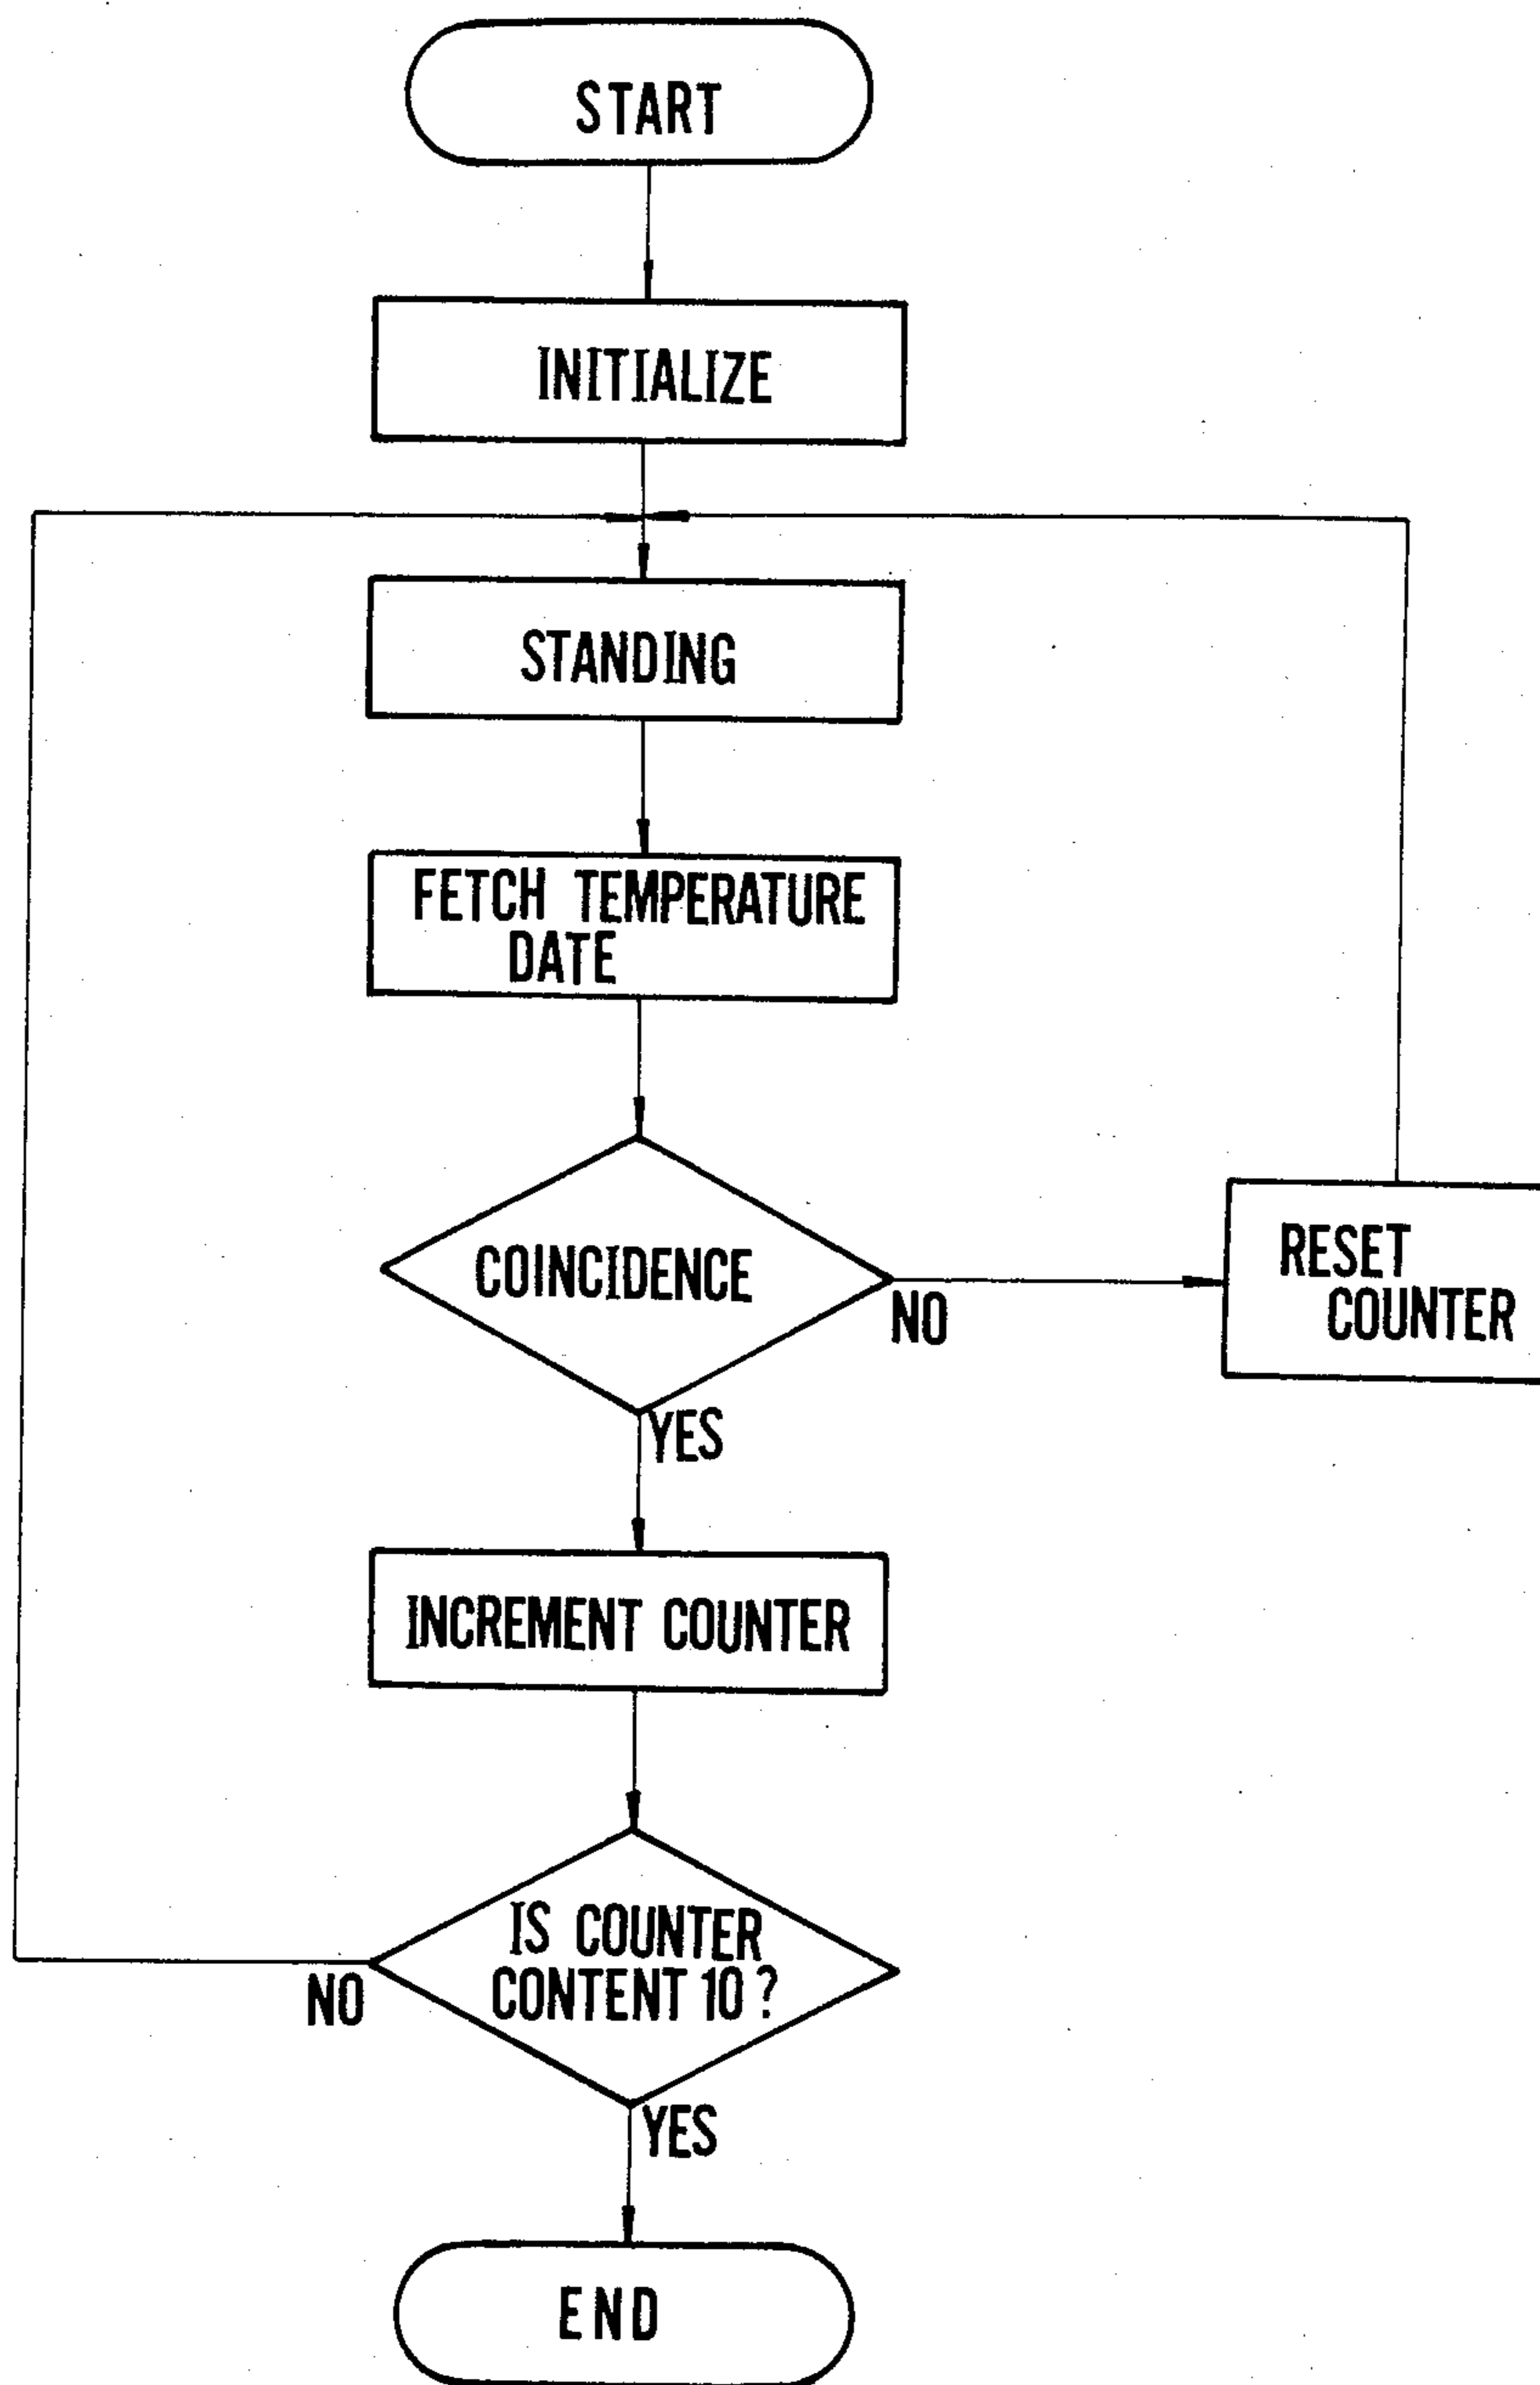 START
INITIALIZE
STANDING
FETCH TEMPERATURE
DATE
COINCIDENCE
NO
RESET
COUNTER
YES
INCREMENT COUNTER
IS COUNTER
CONTENT 10?
NO
YES
END